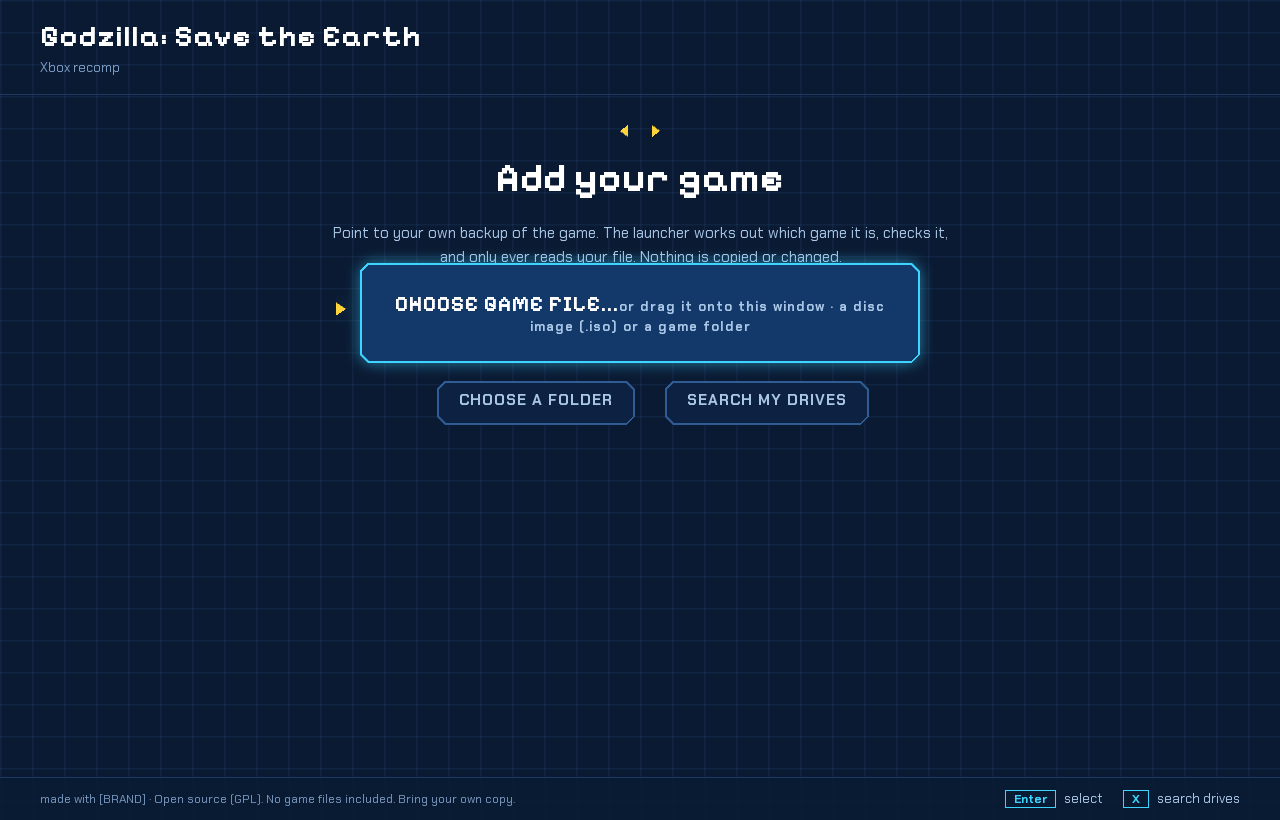 Godzilla: Save the Earth
Xbox recomp
Add your game
Point to your own backup of the game. The launcher works out which game it is, checks it,
and only ever reads your file. Nothing is copied or changed.
CHOOSE GAME FILE...or drag it onto this window · a disc
image (.iso) or a game folder
CHOOSE A FOLDER
SEARCH MY DRIVES
made with [BRAND] · Open source (GPL). No game files included. Bring your own copy.
Enter select
X search drives